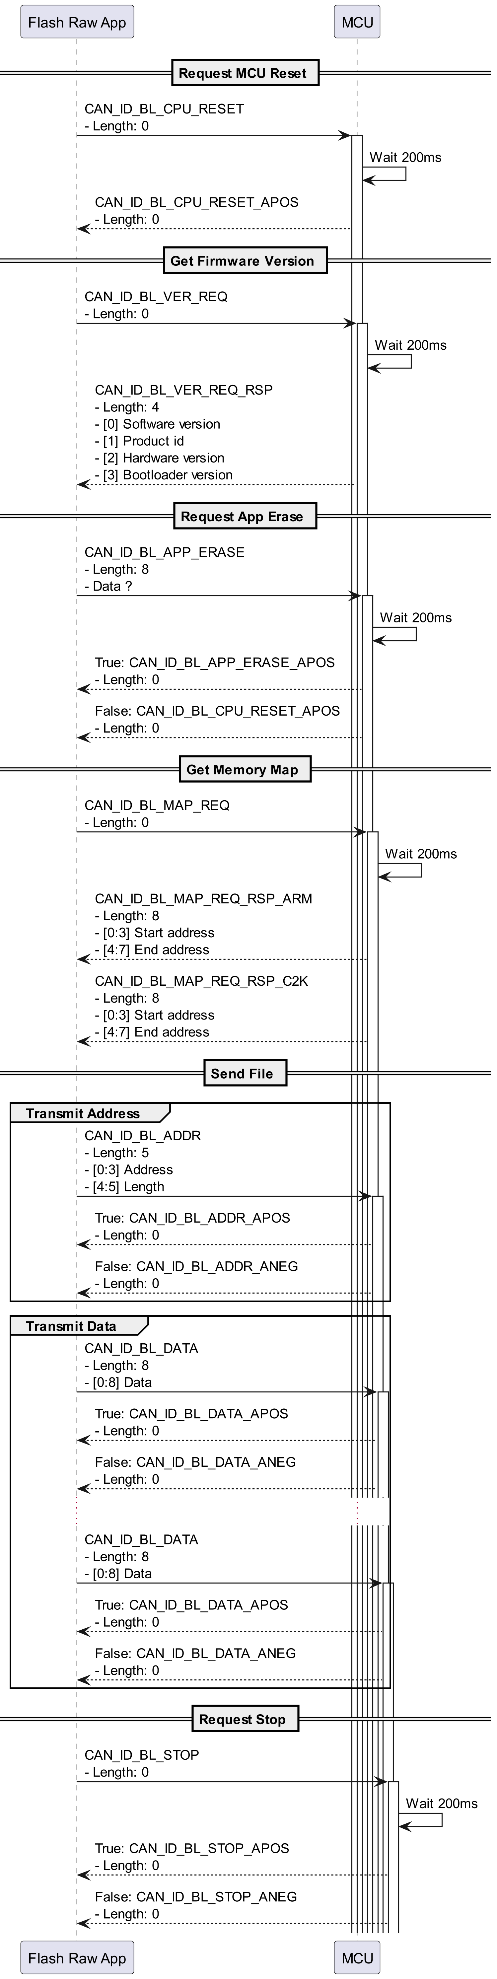 Flash Raw App
MCU
Request MCU Reset
CAN_ID_BL_CPU_RESET
- Length: 0
Wait 200ms
CAN_ID_BL_CPU_RESET_APOS
- Length: 0
Get Firmware Version
CAN_ID_BL_VER_REQ
- Length: 0
Wait 200ms
CAN_ID_BL_VER_REQ_RSP
- Length: 4
- [0] Software version
- [1] Product id
- [2] Hardware version
- [3] Bootloader version
Request App Erase
CAN_ID_BL_APP_ERASE
- Length: 8
- Data ?
Wait 200ms
True: CAN_ID_BL_APP_ERASE_APOS
- Length: 0
False: CAN_ID_BL_CPU_RESET_APOS
- Length: 0
Get Memory Map
CAN_ID_BL_MAP_REQ
- Length: 0
Wait 200ms
CAN_ID_BL_MAP_REQ_RSP_ARM
- Length: 8
- [0:3] Start address
- [4:7] End address
CAN_ID_BL_MAP_REQ_RSP_C2K
- Length: 8
- [0:3] Start address
- [4:7] End address
Send File
Transmit Address
CAN_ID_BL_ADDR
- Length: 5
- [0:3] Address
- [4:5] Length
True: CAN_ID_BL_ADDR_APOS
- Length: 0
False: CAN_ID_BL_ADDR_ANEG
- Length: 0
Transmit Data
CAN_ID_BL_DATA
- Length: 8
- [0:8] Data
True: CAN_ID_BL_DATA_APOS
- Length: 0
False: CAN_ID_BL_DATA_ANEG
- Length: 0
CAN_ID_BL_DATA
- Length: 8
- [0:8] Data
True: CAN_ID_BL_DATA_APOS
- Length: 0
False: CAN_ID_BL_DATA_ANEG
- Length: 0
Request Stop
CAN_ID_BL_STOP
- Length: 0
Wait 200ms
True: CAN_ID_BL_STOP_APOS
- Length: 0
False: CAN_ID_BL_STOP_ANEG
- Length: 0
Flash Raw App
MCU